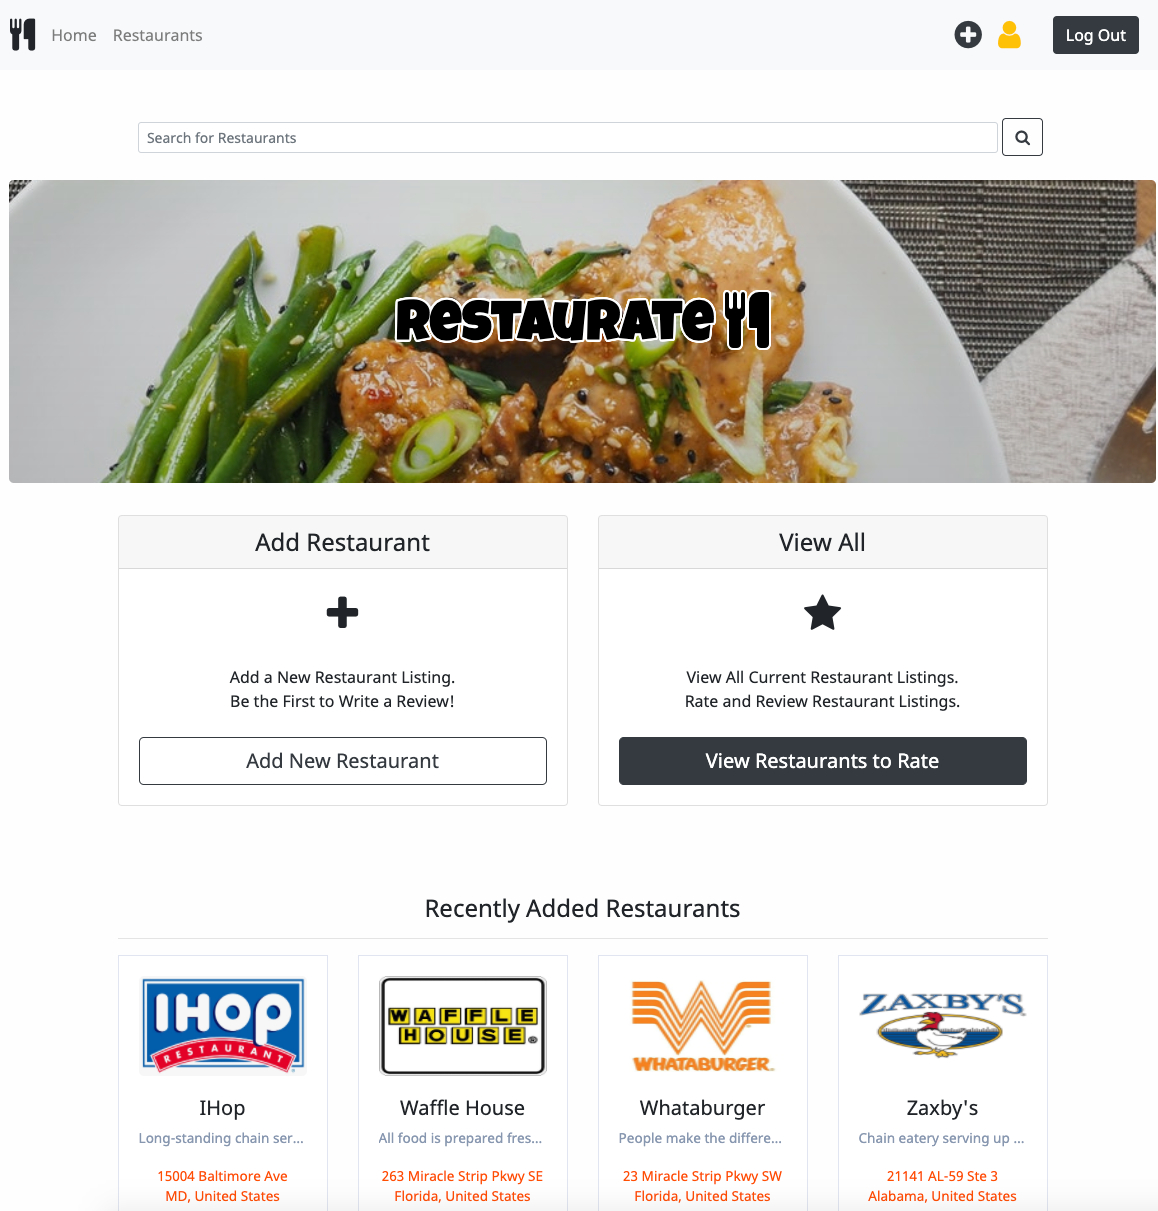 Home Restaurants Log Out
Search for Restaurants
Restaurate
Add Restaurant
Add a New Restaurant Listing.
Be the First to Write a Review!
Add New Restaurant
View All
View All Current Restaurant Listings.
Rate and Review Restaurant Listings.
View Restaurants to Rate
Recently Added Restaurants
IHOP
RESTAURANT
IHop
Long-standing chain ser...
15004 Baltimore Ave
MD, United States
WAFFLE
HOUSE®
Waffle House
All food is prepared fres...
263 Miracle Strip Pkwy SE
Florida, United States
WHATABURGER
Whataburger
People make the differe...
23 Miracle Strip Pkwy SW
Florida, United States
ZAXBY'S
Zaxby's
Chain eatery serving up ...
21141 AL-59 Ste 3
Alabama, United States